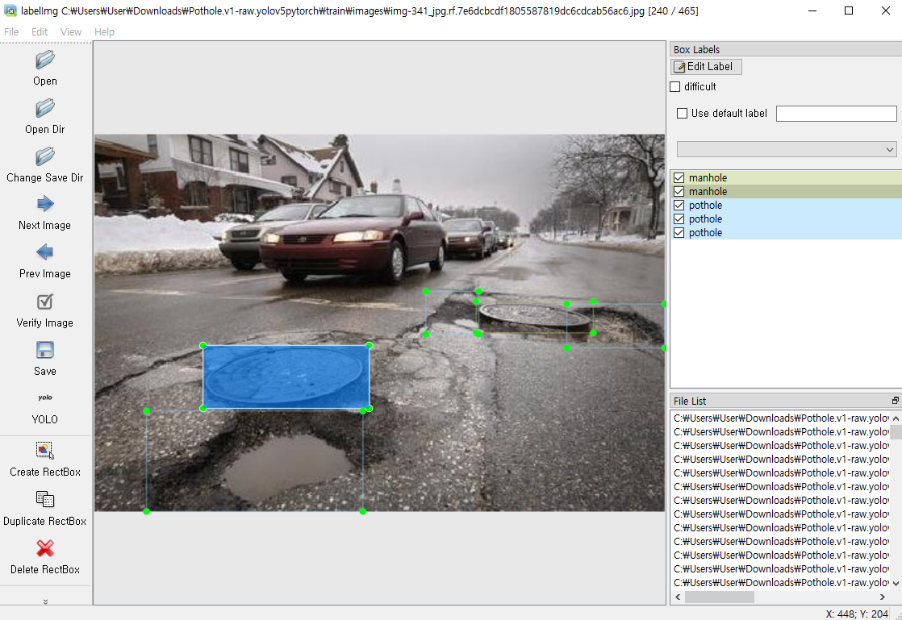 labelImg C:₩Users₩User₩Downloads₩Pothole.v1-raw.yolov5pytorch₩train₩images₩img-341_jpg.rf.7e6dcbcdf1805587819dc6cdcab56ac6.jpg [240 / 465]
File Edit View Help
Open
Open Dir
Change Save Dir
Next Image
Prev Image
Verify Image
Save
yolo
YOLO
Create RectBox
Duplicate RectBox
Delete RectBox
Box Labels
Edit Label
difficult
Use default label
manhole
manhole
pothole
pothole
pothole
File List
C:₩Users₩User₩Downloads₩Pothole.v1-raw.yolov
C:₩Users₩User₩Downloads₩Pothole.v1-raw.yolov
C:₩Users₩User₩Downloads₩Pothole.v1-raw.yolov
C:₩Users₩User₩Downloads₩Pothole.v1-raw.yolov
C:₩Users₩User₩Downloads₩Pothole.v1-raw.yolov
C:₩Users₩User₩Downloads₩Pothole.v1-raw.yolov
C:₩Users₩User₩Downloads₩Pothole.v1-raw.yolov
C:₩Users₩User₩Downloads₩Pothole.v1-raw.yolov
C:₩Users₩User₩Downloads₩Pothole.v1-raw.yolov
C:₩Users₩User₩Downloads₩Pothole.v1-raw.yolov
C:₩Users₩User₩Downloads₩Pothole.v1-raw.yolov
C:₩Users₩User₩Downloads₩Pothole.v1-raw.yolov
C:₩Users₩User₩Downloads₩Pothole.v1-raw.yolov
X: 448; Y: 204